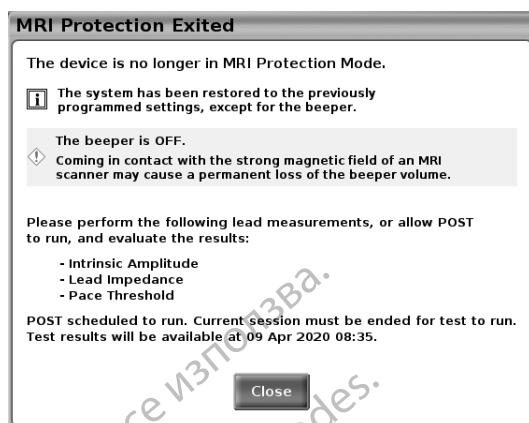 MRI Protection Exited
The device is no longer in MRI Protection Mode.
The system has been restored to the previously
programmed settings, except for the beeper.
The beeper is OFF.
Coming in contact with the strong magnetic field of an MRI
scanner may cause a permanent loss of the beeper volume.
Please perform the following lead measurements, or allow POST
to run, and evaluate the results:
- Intrinsic Amplitude
- Lead Impedance
- Pace Threshold
POST scheduled to run. Current session must be ended for test to run.
Test results will be available at 09 Apr 2020 08:35.
Close